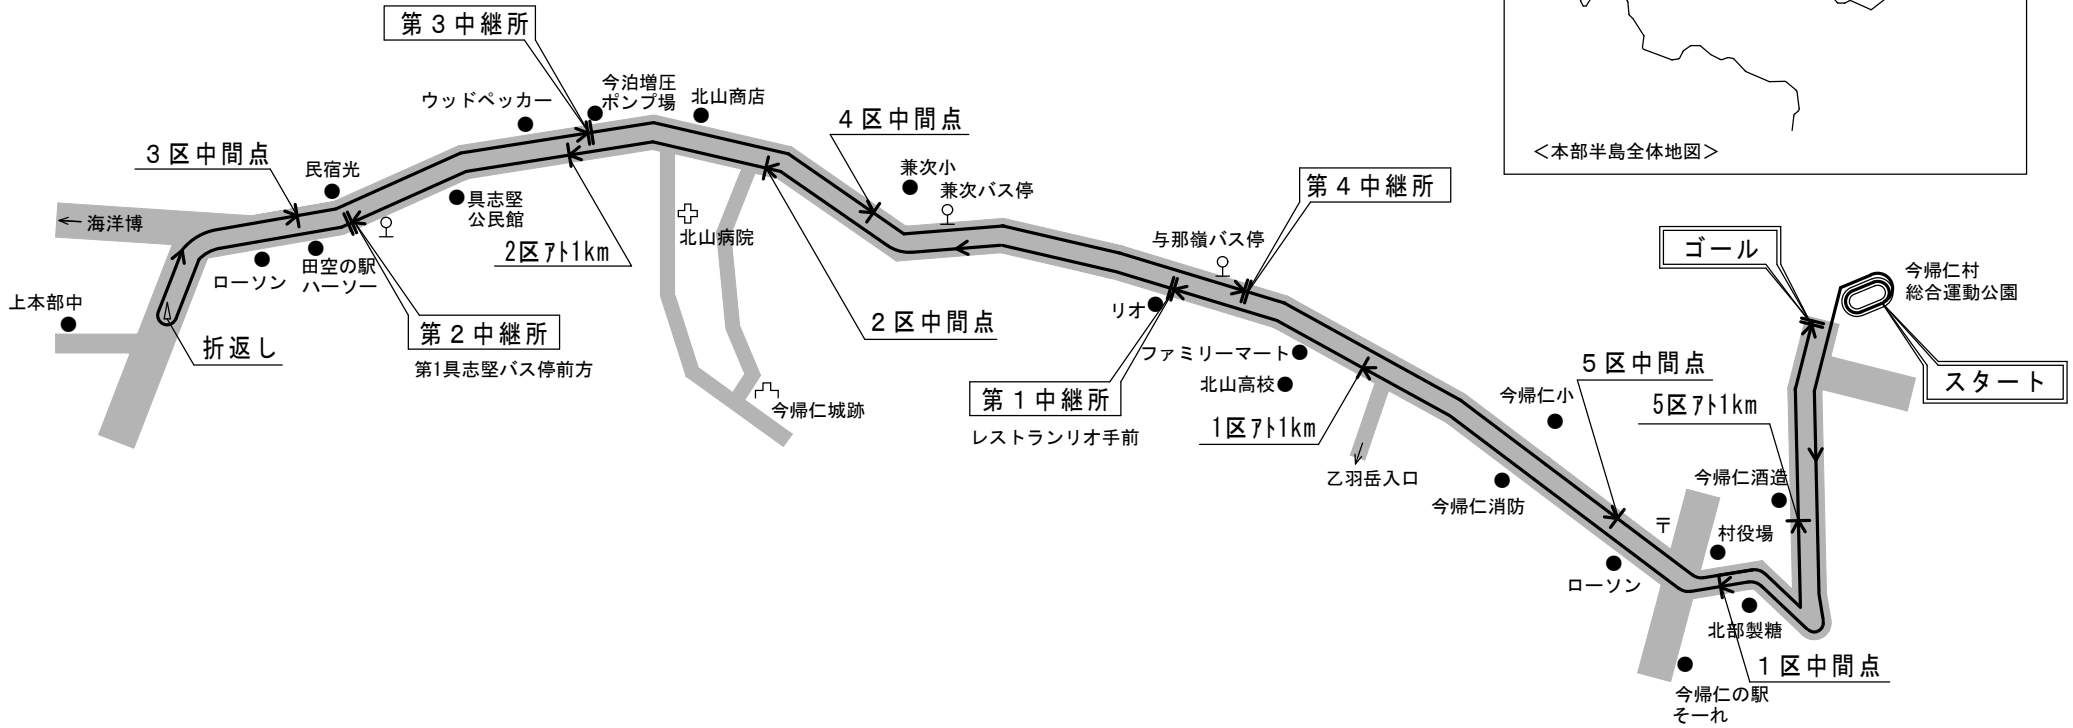 第３中継所
今泊増圧
ポンプ場
北山商店
ウッドペッカー
４区中間点
３区中間点
民宿光
兼次小
兼次バス停
＜本部半島全体地図＞
第４中継所
海洋博
具志堅
公民館
北山病院
2区ｱﾄ1km
与那嶺バス停
ゴール
今帰仁村
総合運動公園
ローソン
田空の駅
ハーソー
上本部中
折返し
第２中継所
第1具志堅バス停前方
２区中間点
リオ
ファミリーマート
北山高校
今帰仁城跡
第１中継所
レストランリオ手前
1区ｱﾄ1km
５区中間点
今帰仁小
5区ｱﾄ1km
スタート
乙羽岳入口
今帰仁消防
今帰仁酒造
〒
村役場
ローソン
北部製糖
１区中間点
今帰仁の駅
そーれ